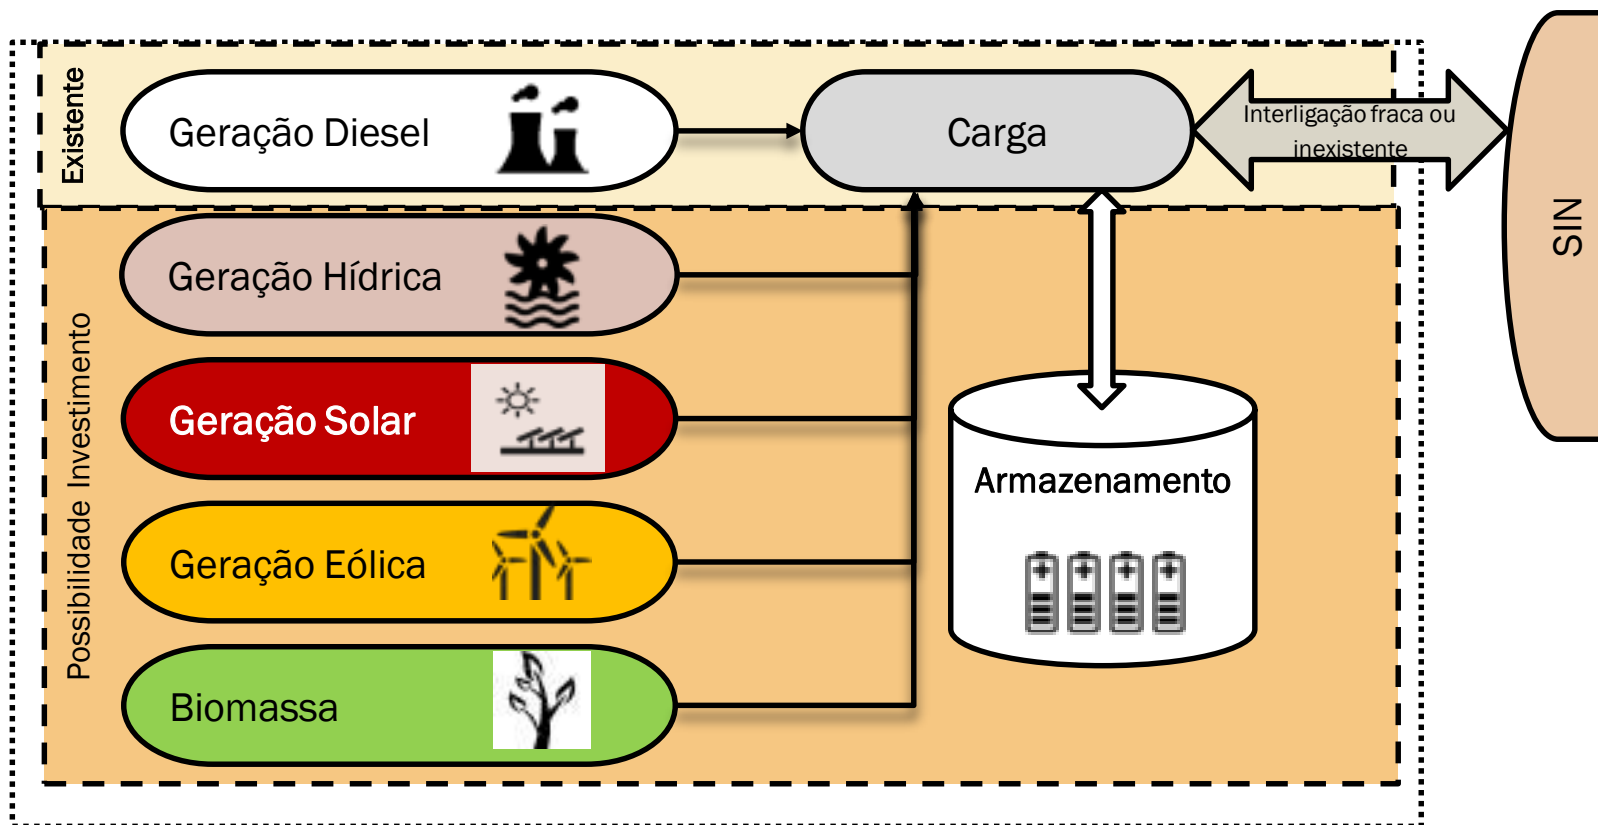 Existente
Geração Diesel
Carga
Interligação fraca ou
inexistente
SIN
Possibilidade Investimento
Geração Hídrica
Geração Solar
Geração Eólica
Biomassa
Armazenamento